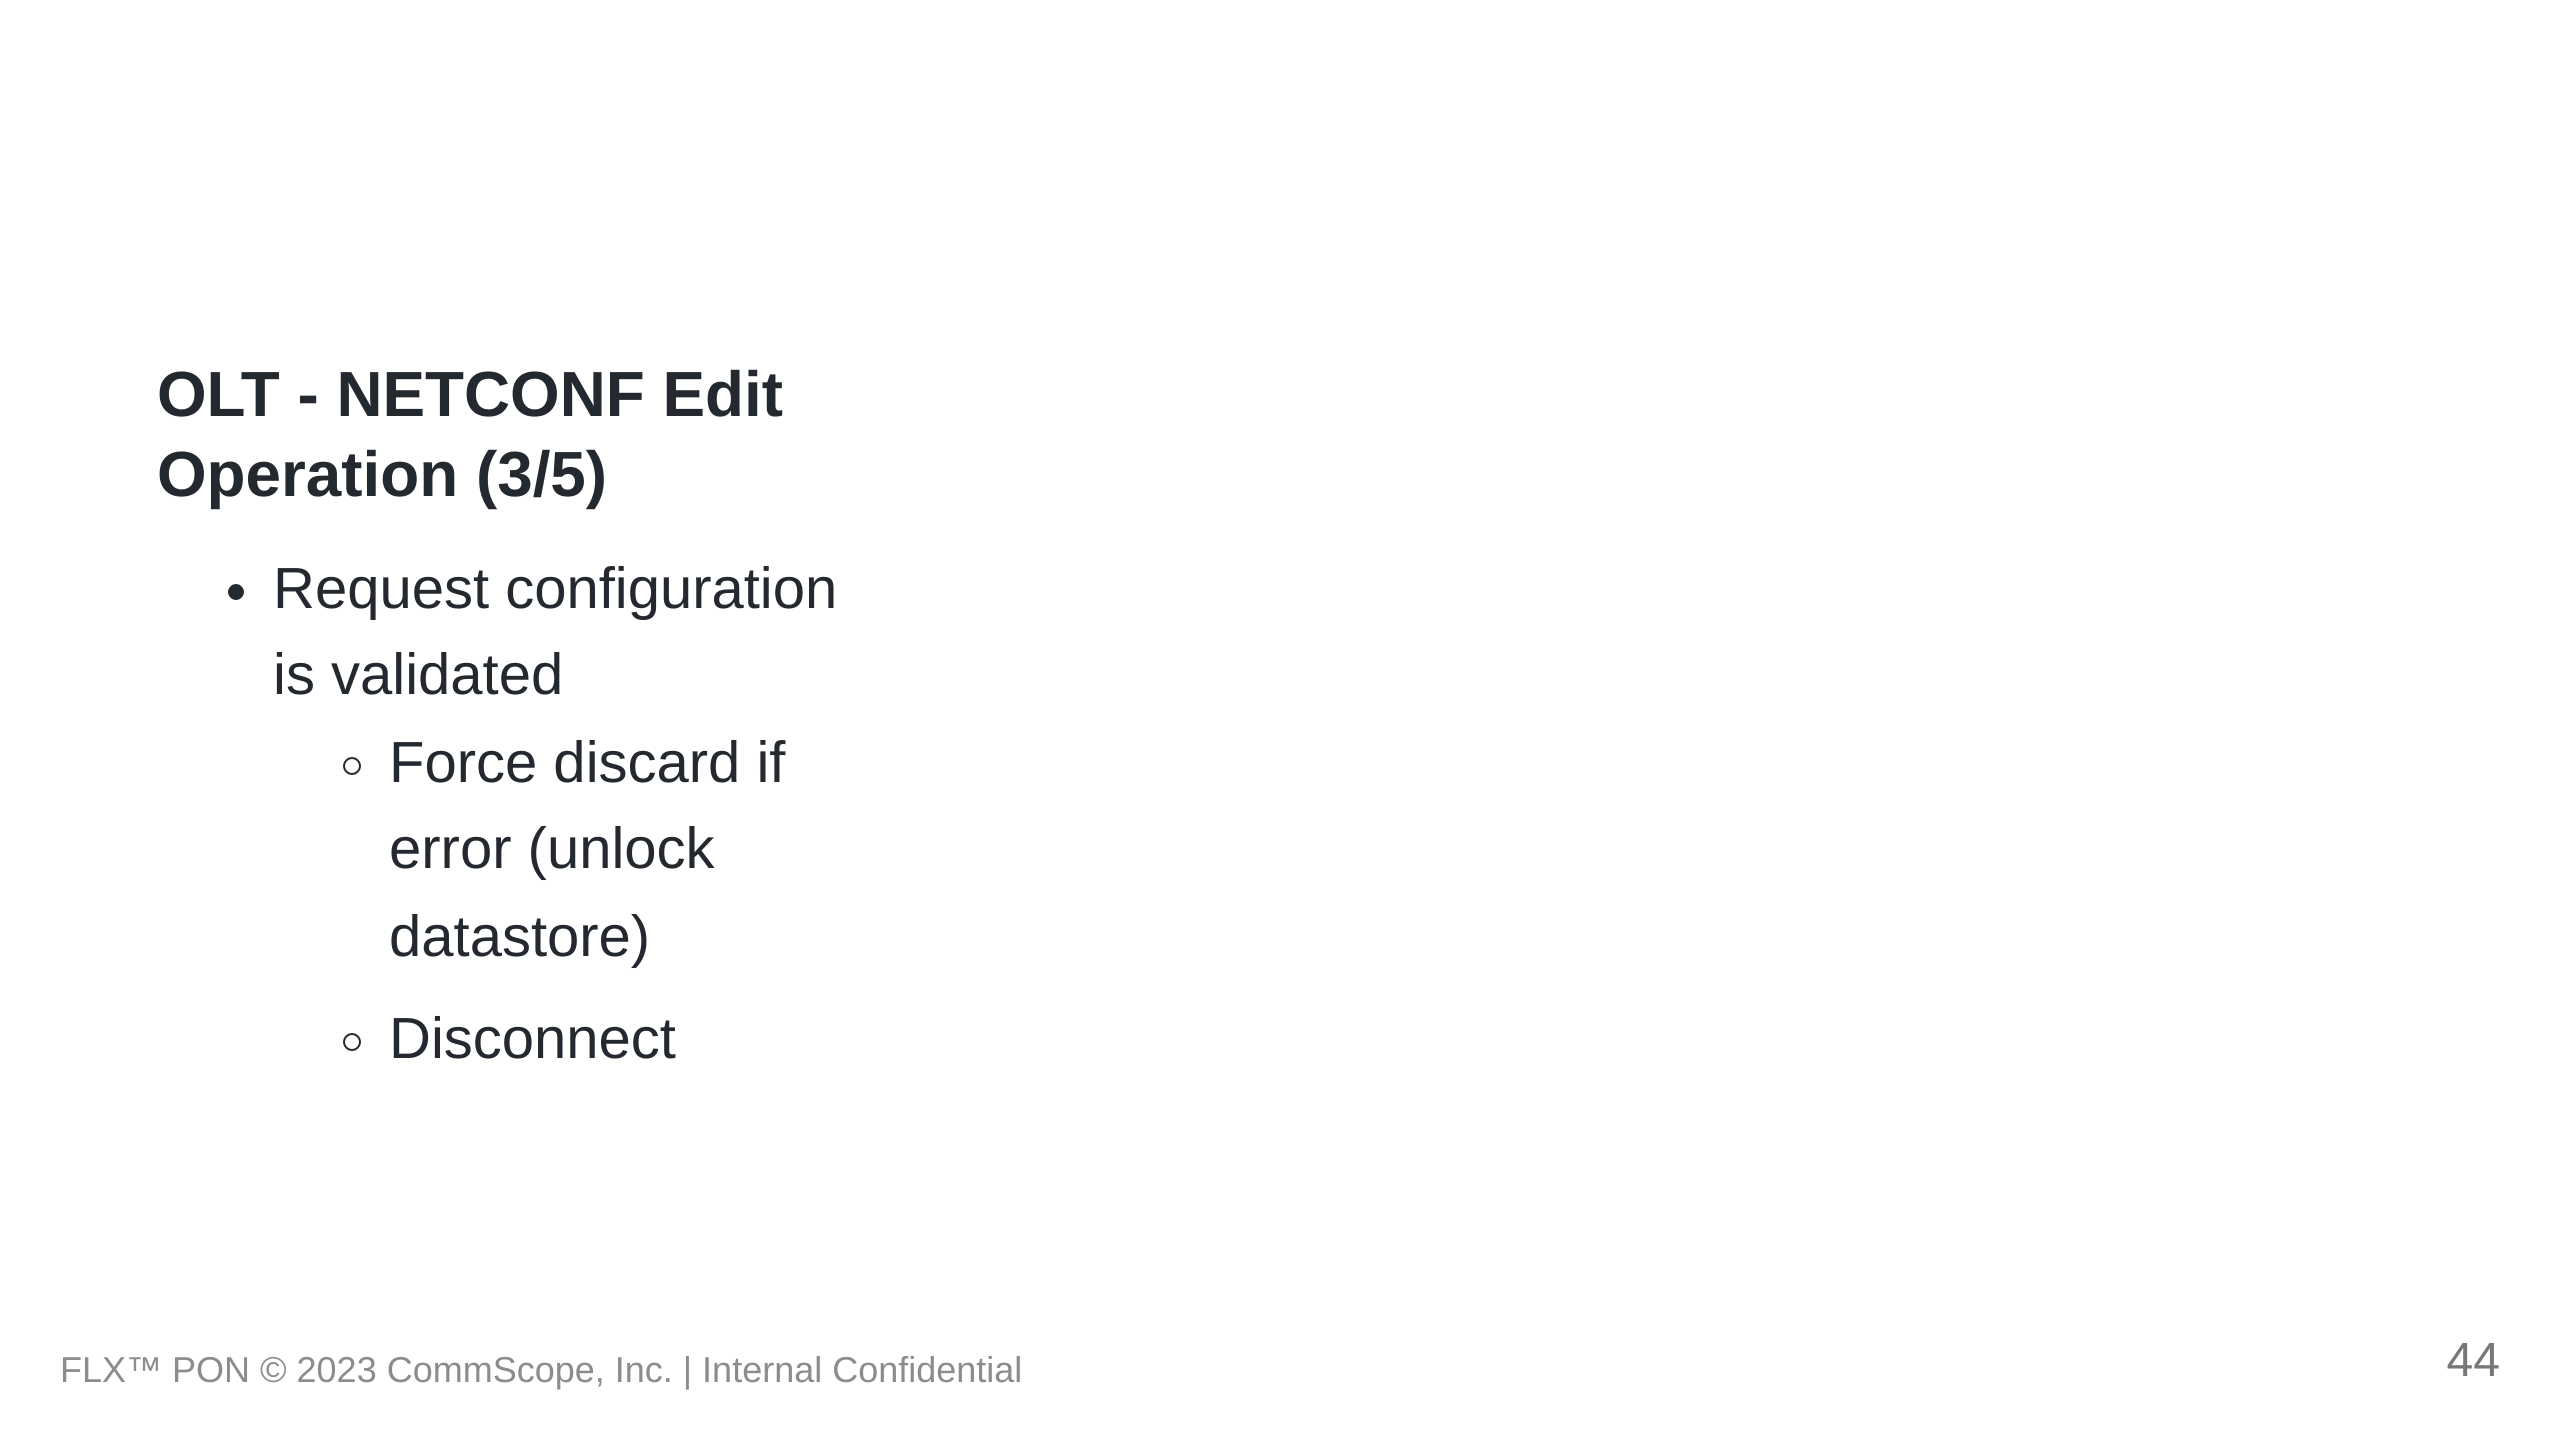 OLT - NETCONF Edit
Operation (3/5)
• Request configuration
is validated
◦ Force discard if
error (unlock
datastore)
◦ Disconnect
FLX™ PON © 2023 CommScope, Inc. | Internal Confidential
44